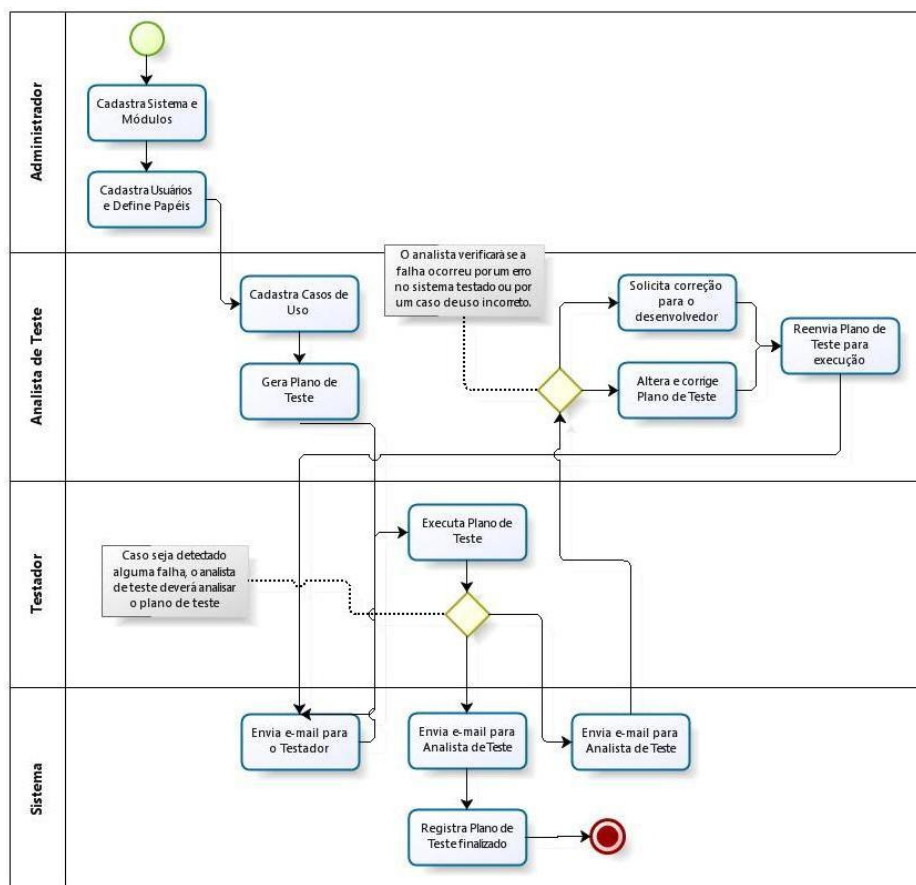 Administrador
Cadastra Sistema e
Módulos
Cadastra Usuários
e Define Papéis
Analista de Teste
Cadastra Casos de
Uso
Gera Plano de
Teste
O analista verificará se a
falha ocorreu por um erro
no sistema testado ou por
um caso de uso incorreto.
Solicita correção
para o
desenvolvedor
Altera e corrige
Plano de Teste
Reenvia Plano de
Teste para
execução
Testador
Executa Plano de
Teste
Caso seja detectado
alguma falha, o analista
de teste deverá analisar
o plano de teste
Sistema
Envia e-mail para
o Testador
Envia e-mail para
Analista de Teste
Envia e-mail para
Analista de Teste
Registra Plano de
Teste finalizado